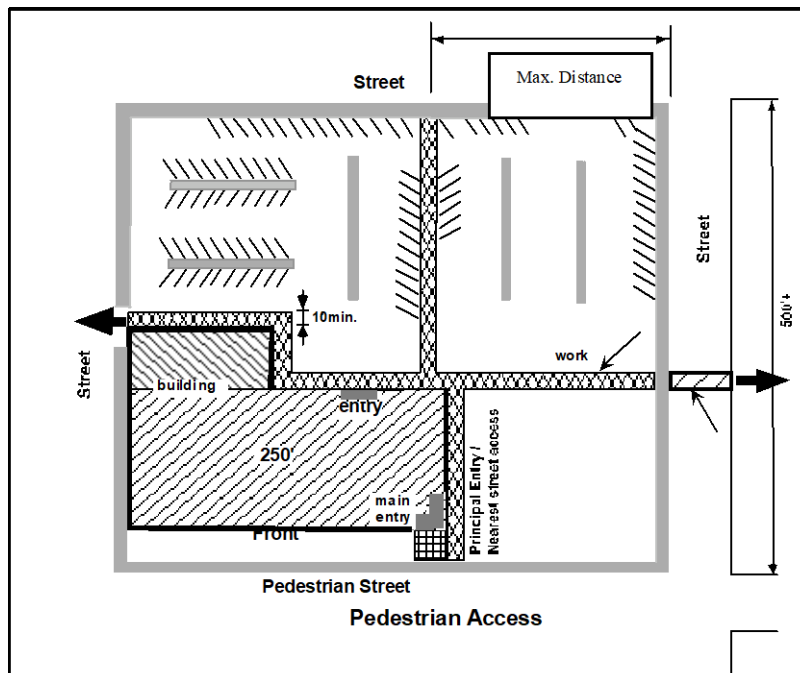 Street
Max. Distance
Street
500'+
10min.
work
Street
building
entry
250'
main
entry
Principal Entry /
Nearest street access
Front
Pedestrian Street
Pedestrian Access